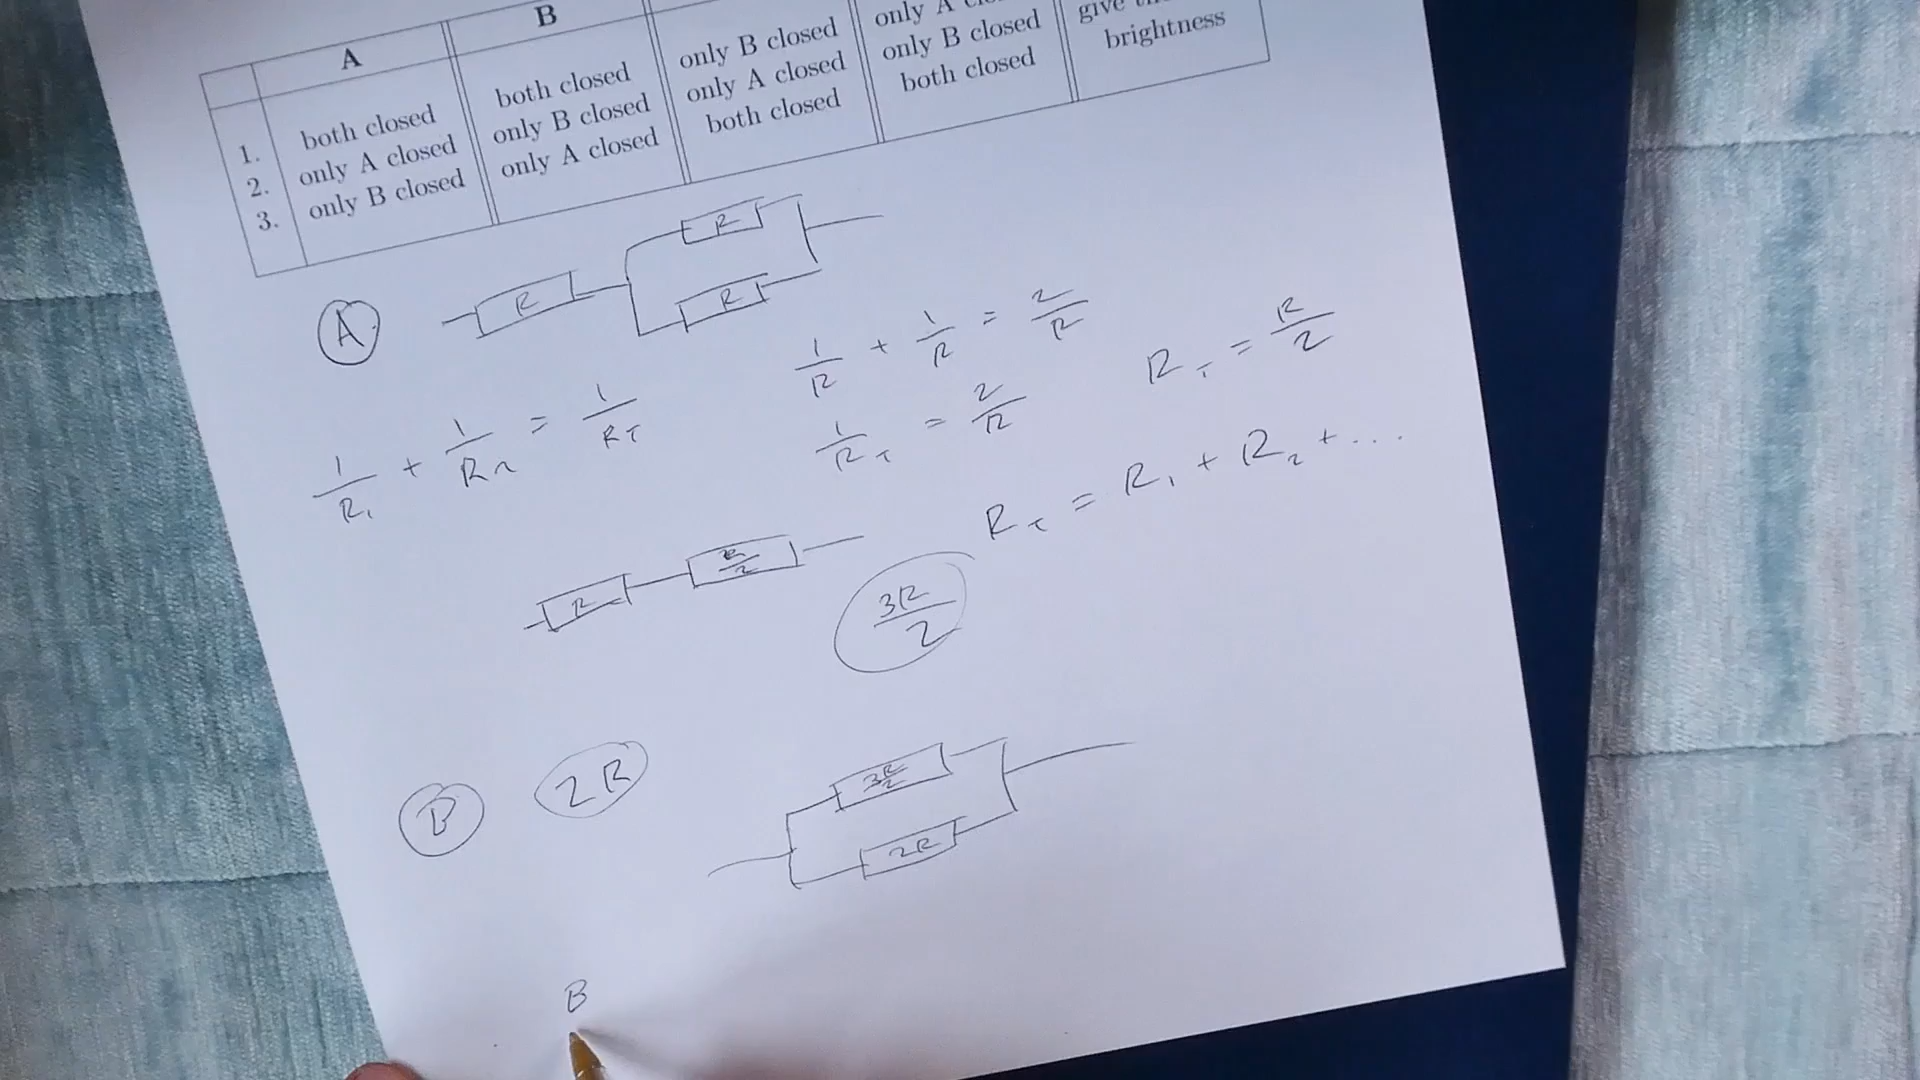 A B only A only B closed both closed give brightness
1. both closed both closed only B closed
2. only A closed only B closed only A closed
3. only B closed only A closed both closed
R
R
R
A
1/R + 1/R = 2/R
1/R₁ + 1/R₂ = 1/R_T
1/R_T = 2/R
R_T = R/2
R_T = R₁ + R₂ + ...
R R/2
3R/2
2R
3R/2
2R
B